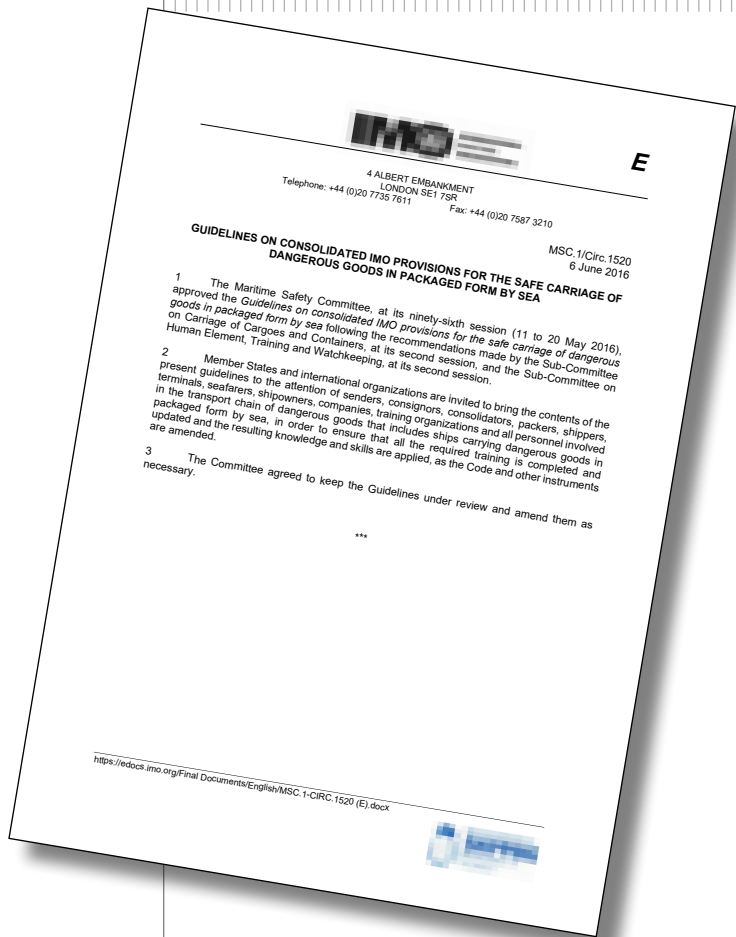 IMO
E
4 ALBERT EMBANKMENT
LONDON SE1 7SR
Telephone: +44 (0)20 7735 7611 Fax: +44 (0)20 7587 3210
MSC.1/Circ.1520
6 June 2016
GUIDELINES ON CONSOLIDATED IMO PROVISIONS FOR THE SAFE CARRIAGE OF
DANGEROUS GOODS IN PACKAGED FORM BY SEA
1 The Maritime Safety Committee, at its ninety-sixth session (11 to 20 May 2016),
approved the Guidelines on consolidated IMO provisions for the safe carriage of dangerous
goods in packaged form by sea following the recommendations made by the Sub-Committee
on Carriage of Cargoes and Containers, at its second session, and the Sub-Committee on
Human Element, Training and Watchkeeping, at its second session.
2 Member States and international organizations are invited to bring the contents of the
present guidelines to the attention of senders, consignors, consolidators, packers, shippers,
terminals, seafarers, shipowners, companies, training organizations and all personnel involved
in the transport chain of dangerous goods that includes ships carrying dangerous goods in
packaged form by sea, in order to ensure that all the required training is completed and
updated and the resulting knowledge and skills are applied, as the Code and other instruments
are amended.
3 The Committee agreed to keep the Guidelines under review and amend them as
necessary.
***
https://edocs.imo.org/Final Documents/English/MSC.1-CIRC.1520 (E).docx